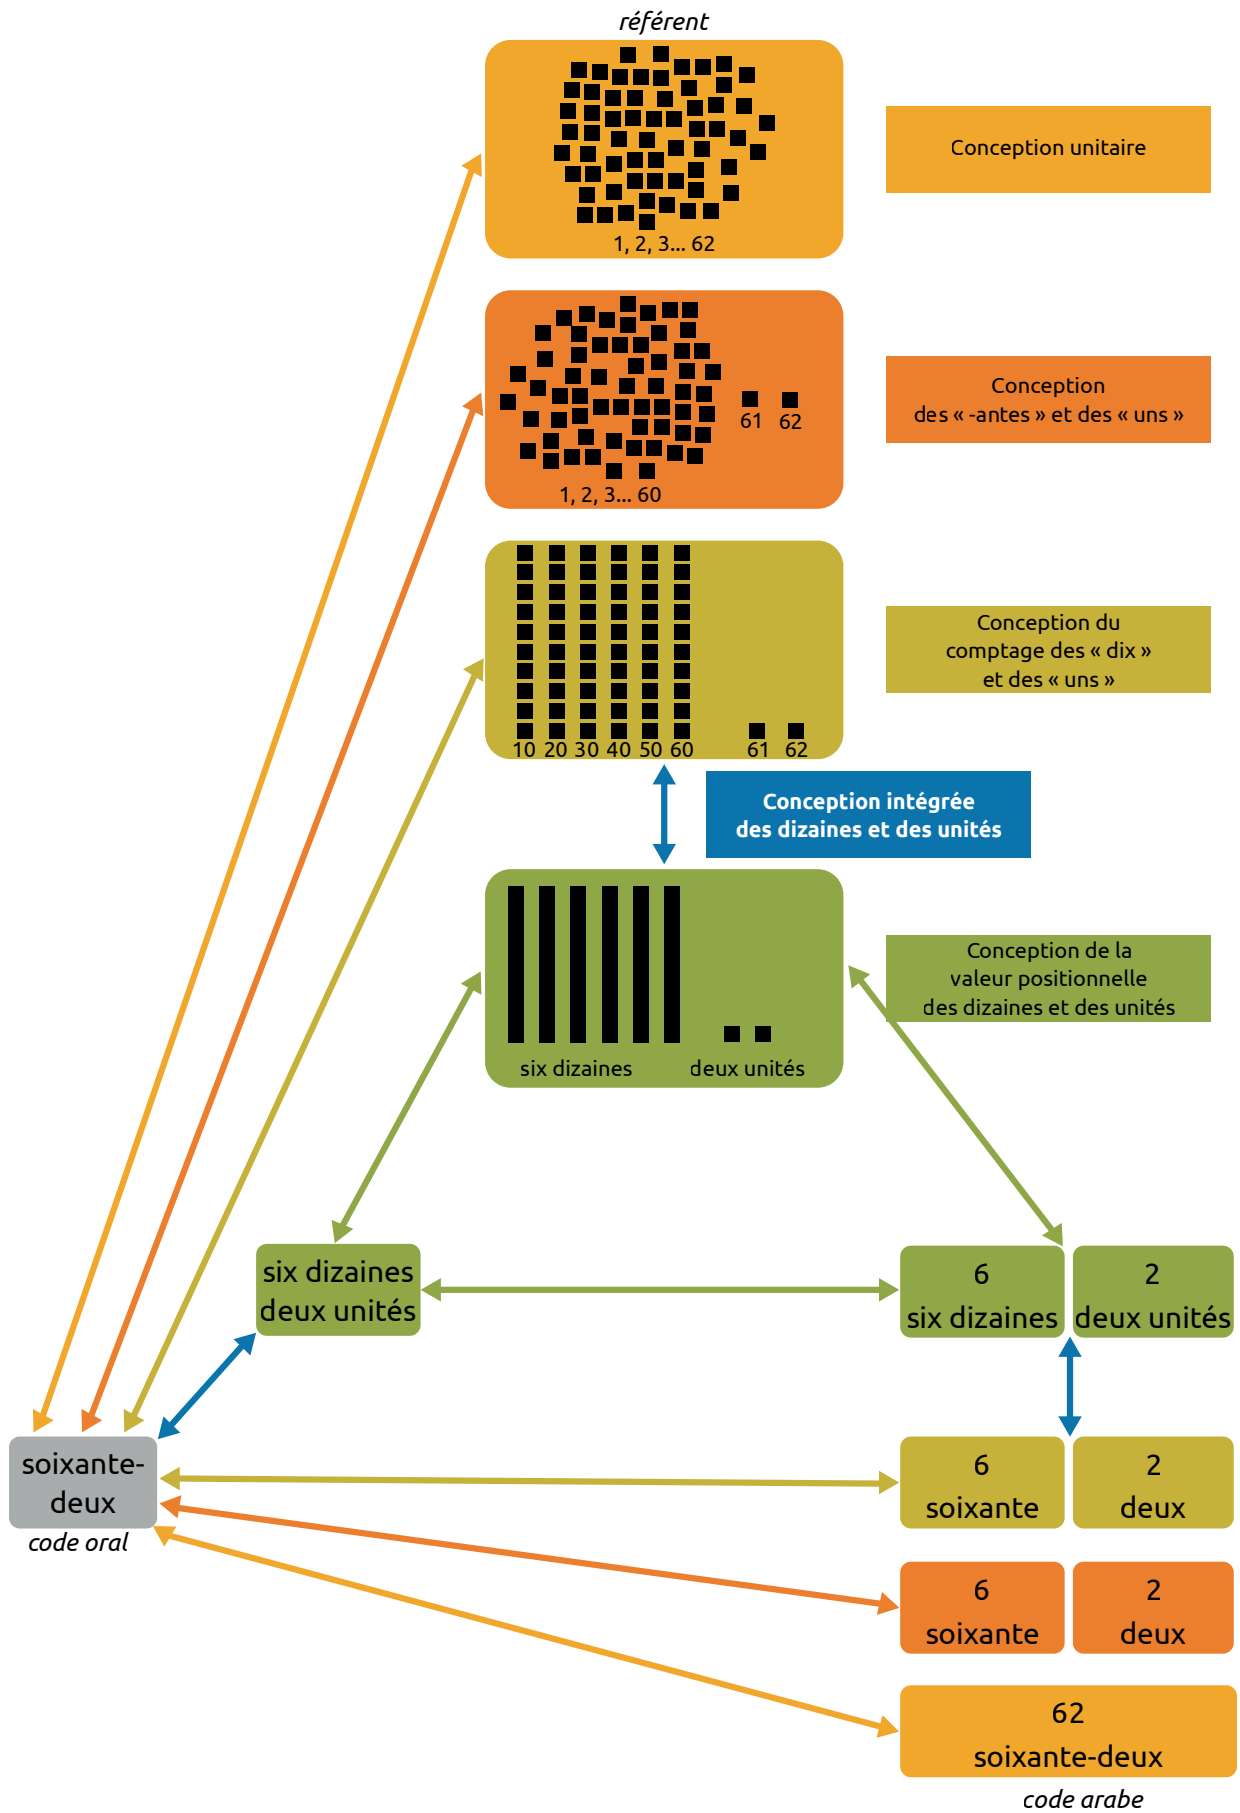 référent
1, 2, 3... 62
Conception unitaire
61 62
1, 2, 3... 60
Conception
des « -antes » et des « uns »
10 20 30 40 50 60 61 62
Conception du
comptage des « dix »
et des « uns »
Conception intégrée
des dizaines et des unités
six dizaines deux unités
Conception de la
valeur positionnelle
des dizaines et des unités
six dizaines
deux unités
6
six dizaines
2
deux unités
soixante-
deux
code oral
6
soixante
2
deux
6
soixante
2
deux
62
soixante-deux
code arabe